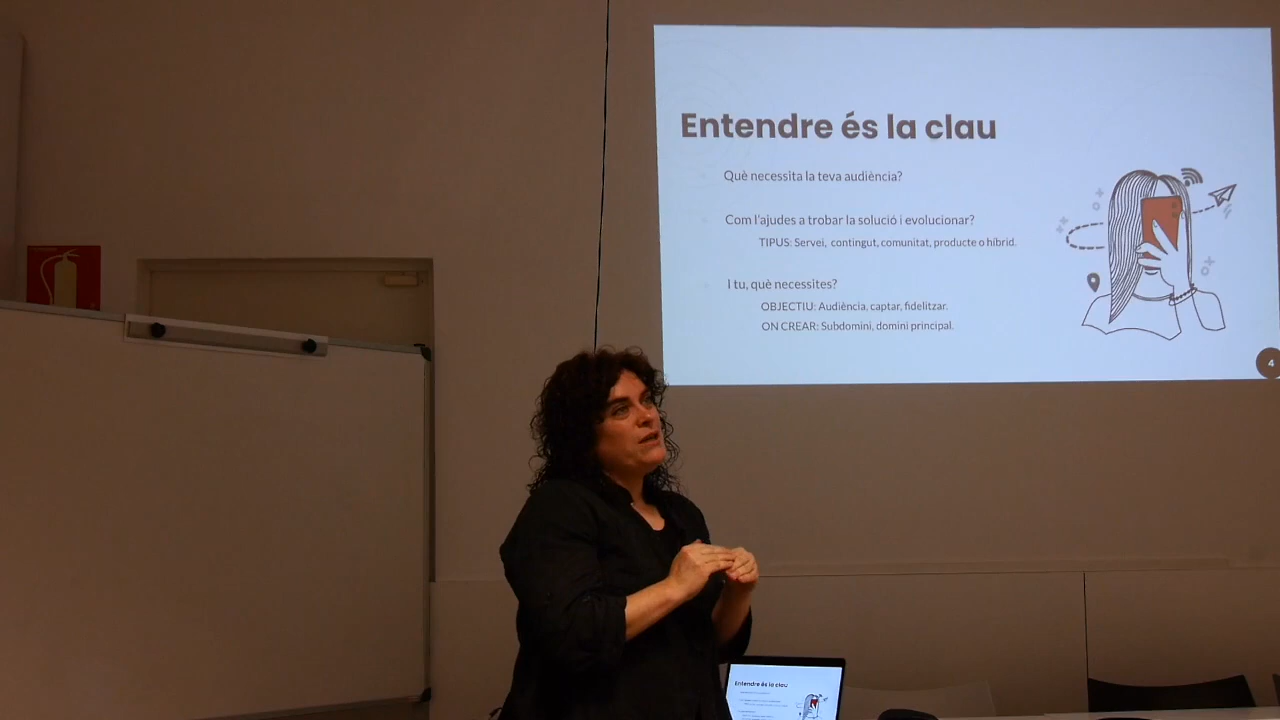 Entendre és la clau
Què necessita la teva audiència?
Com l'ajudes a trobar la solució i evolucionar?
TIPUS: Servei, contingut, comunitat, producte o híbrid.
I tu, què necessites?
OBJECTIU: Audiència, captar, fidelitzar.
ON CREAR: Subdomini, domini principal.
4
Entendre és la clau